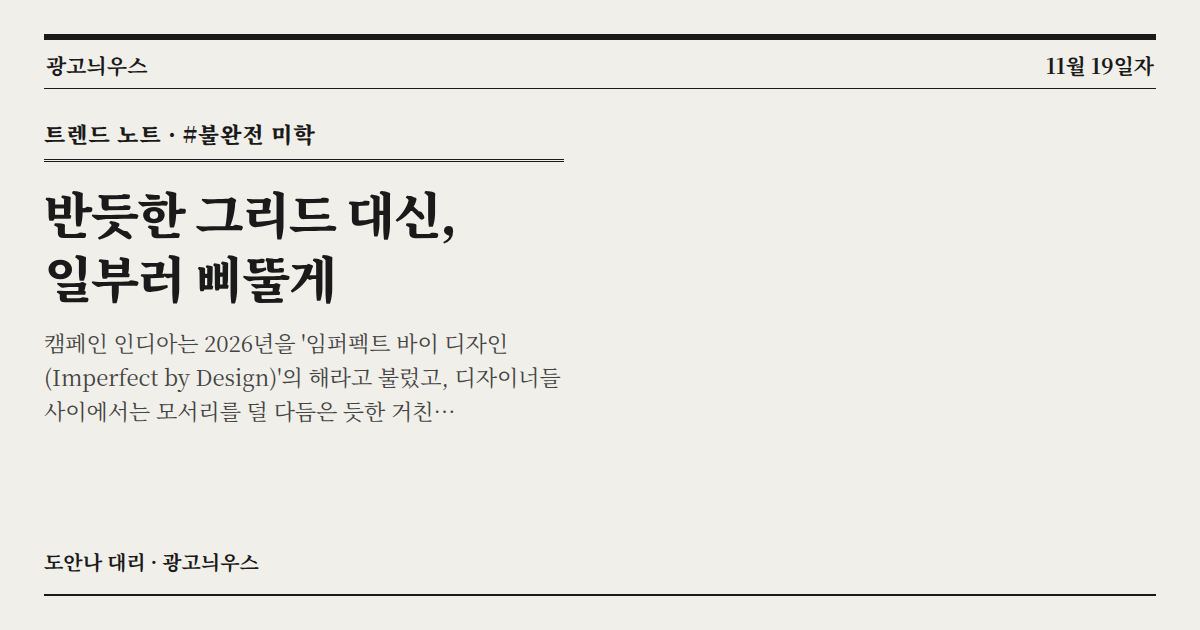 광고늬우스
11월 19일자
트렌드 노트 · #불완전 미학
반듯한 그리드 대신,
일부러 삐뚤게
캠페인 인디아는 2026년을 '임퍼펙트 바이 디자인
(Imperfect by Design)'의 해라고 불렀고, 디자이너들
사이에서는 모서리를 덜 다듬은 듯한 거친…
도안나 대리 · 광고늬우스